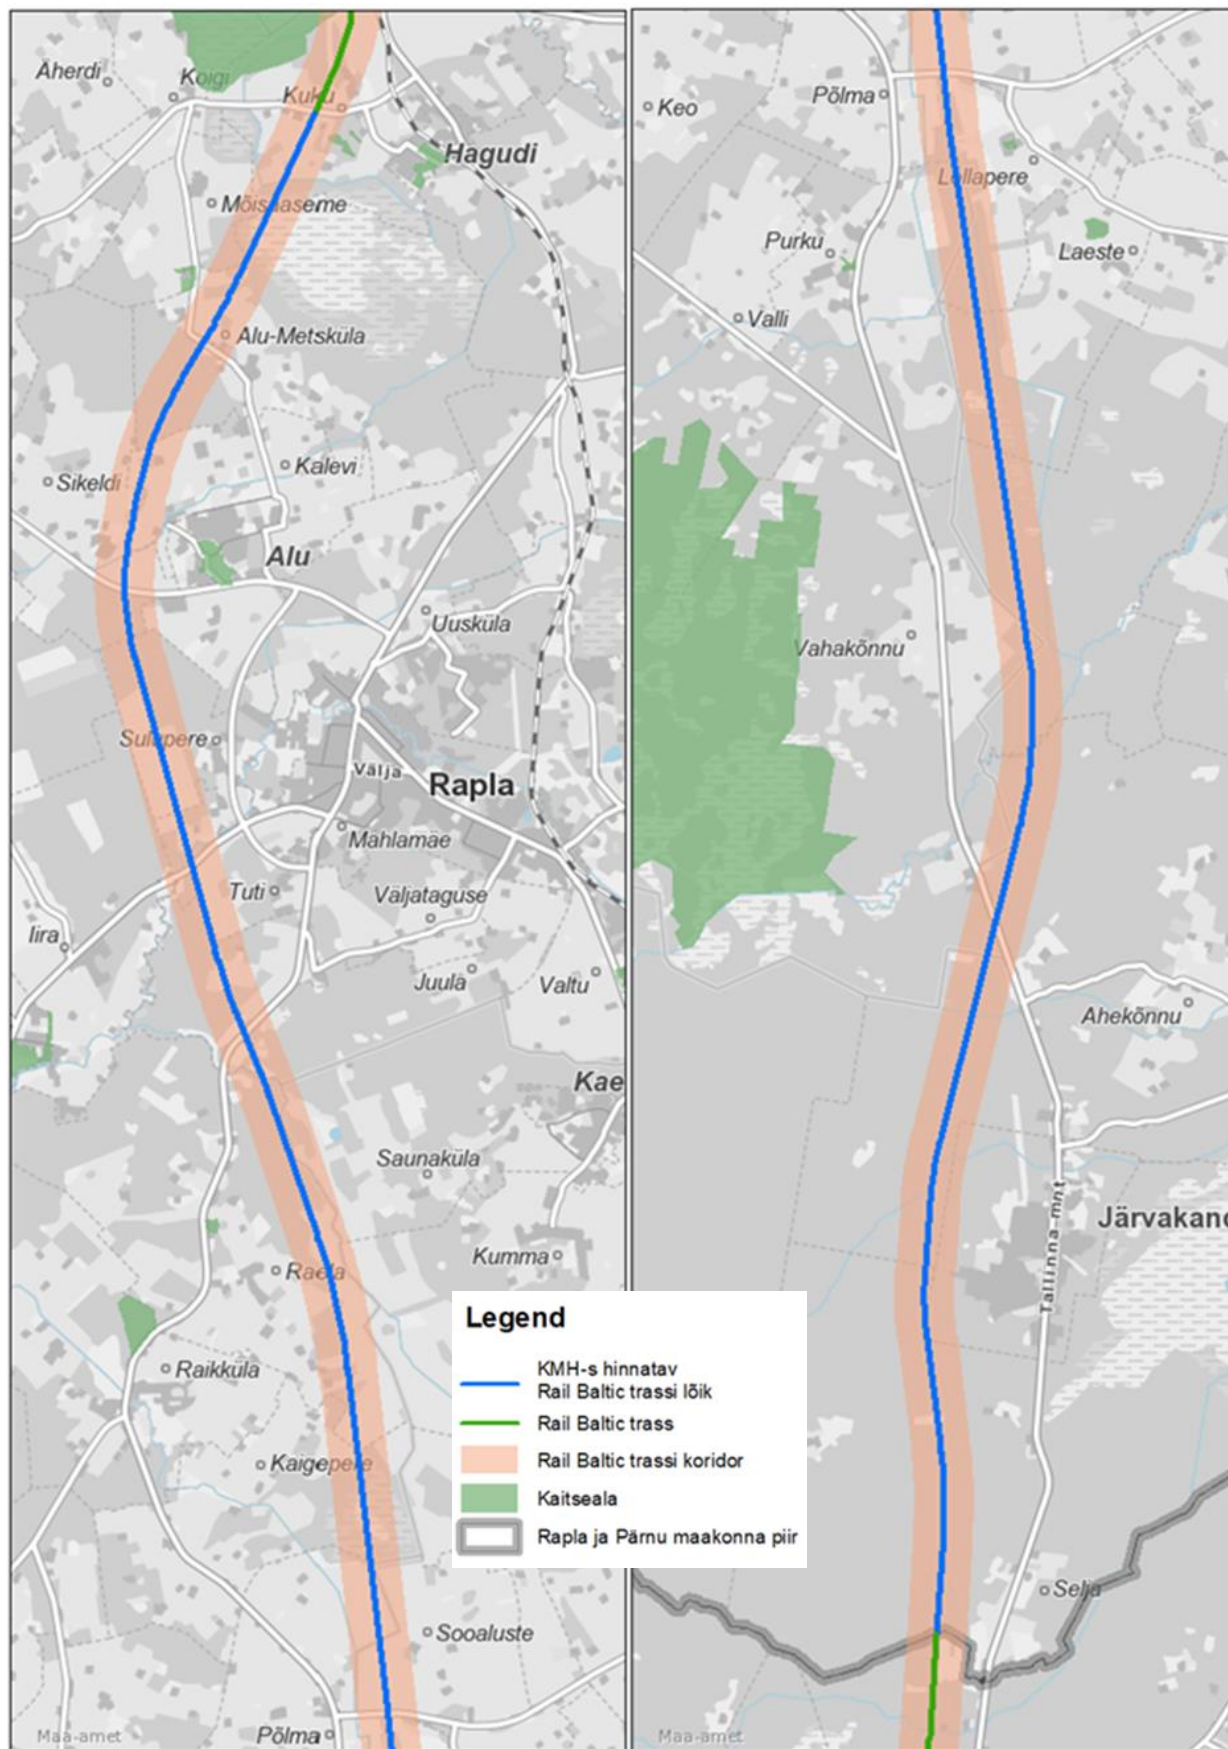 Aherdi
Koigi
Kuku
Hagudi
Mõisaaseme
Alu-Metsküla
Kalevi
Sikeldi
Alu
Uusküla
Sulupere
Välja
Rapla
Mahlamäe
Tuti
Väljataguse
Iira
Juula
Valtu
Kae
Saunaküla
Kumma
Raela
Raikküla
Kaigepere
Sooaluste
Põlma
Maa-amet
Põlma
Keo
Lollapere
Purku
Laeste
Valli
Vahakõnnu
Ahekõnnu
Järvakand
Tallinna mnt
Selja
Maa-amet
Legend
KMH-s hinnatav
Rail Baltic trassi lõik
Rail Baltic trass
Rail Baltic trassi koridor
Kaitseala
Rapla ja Pärnu maakonna piir